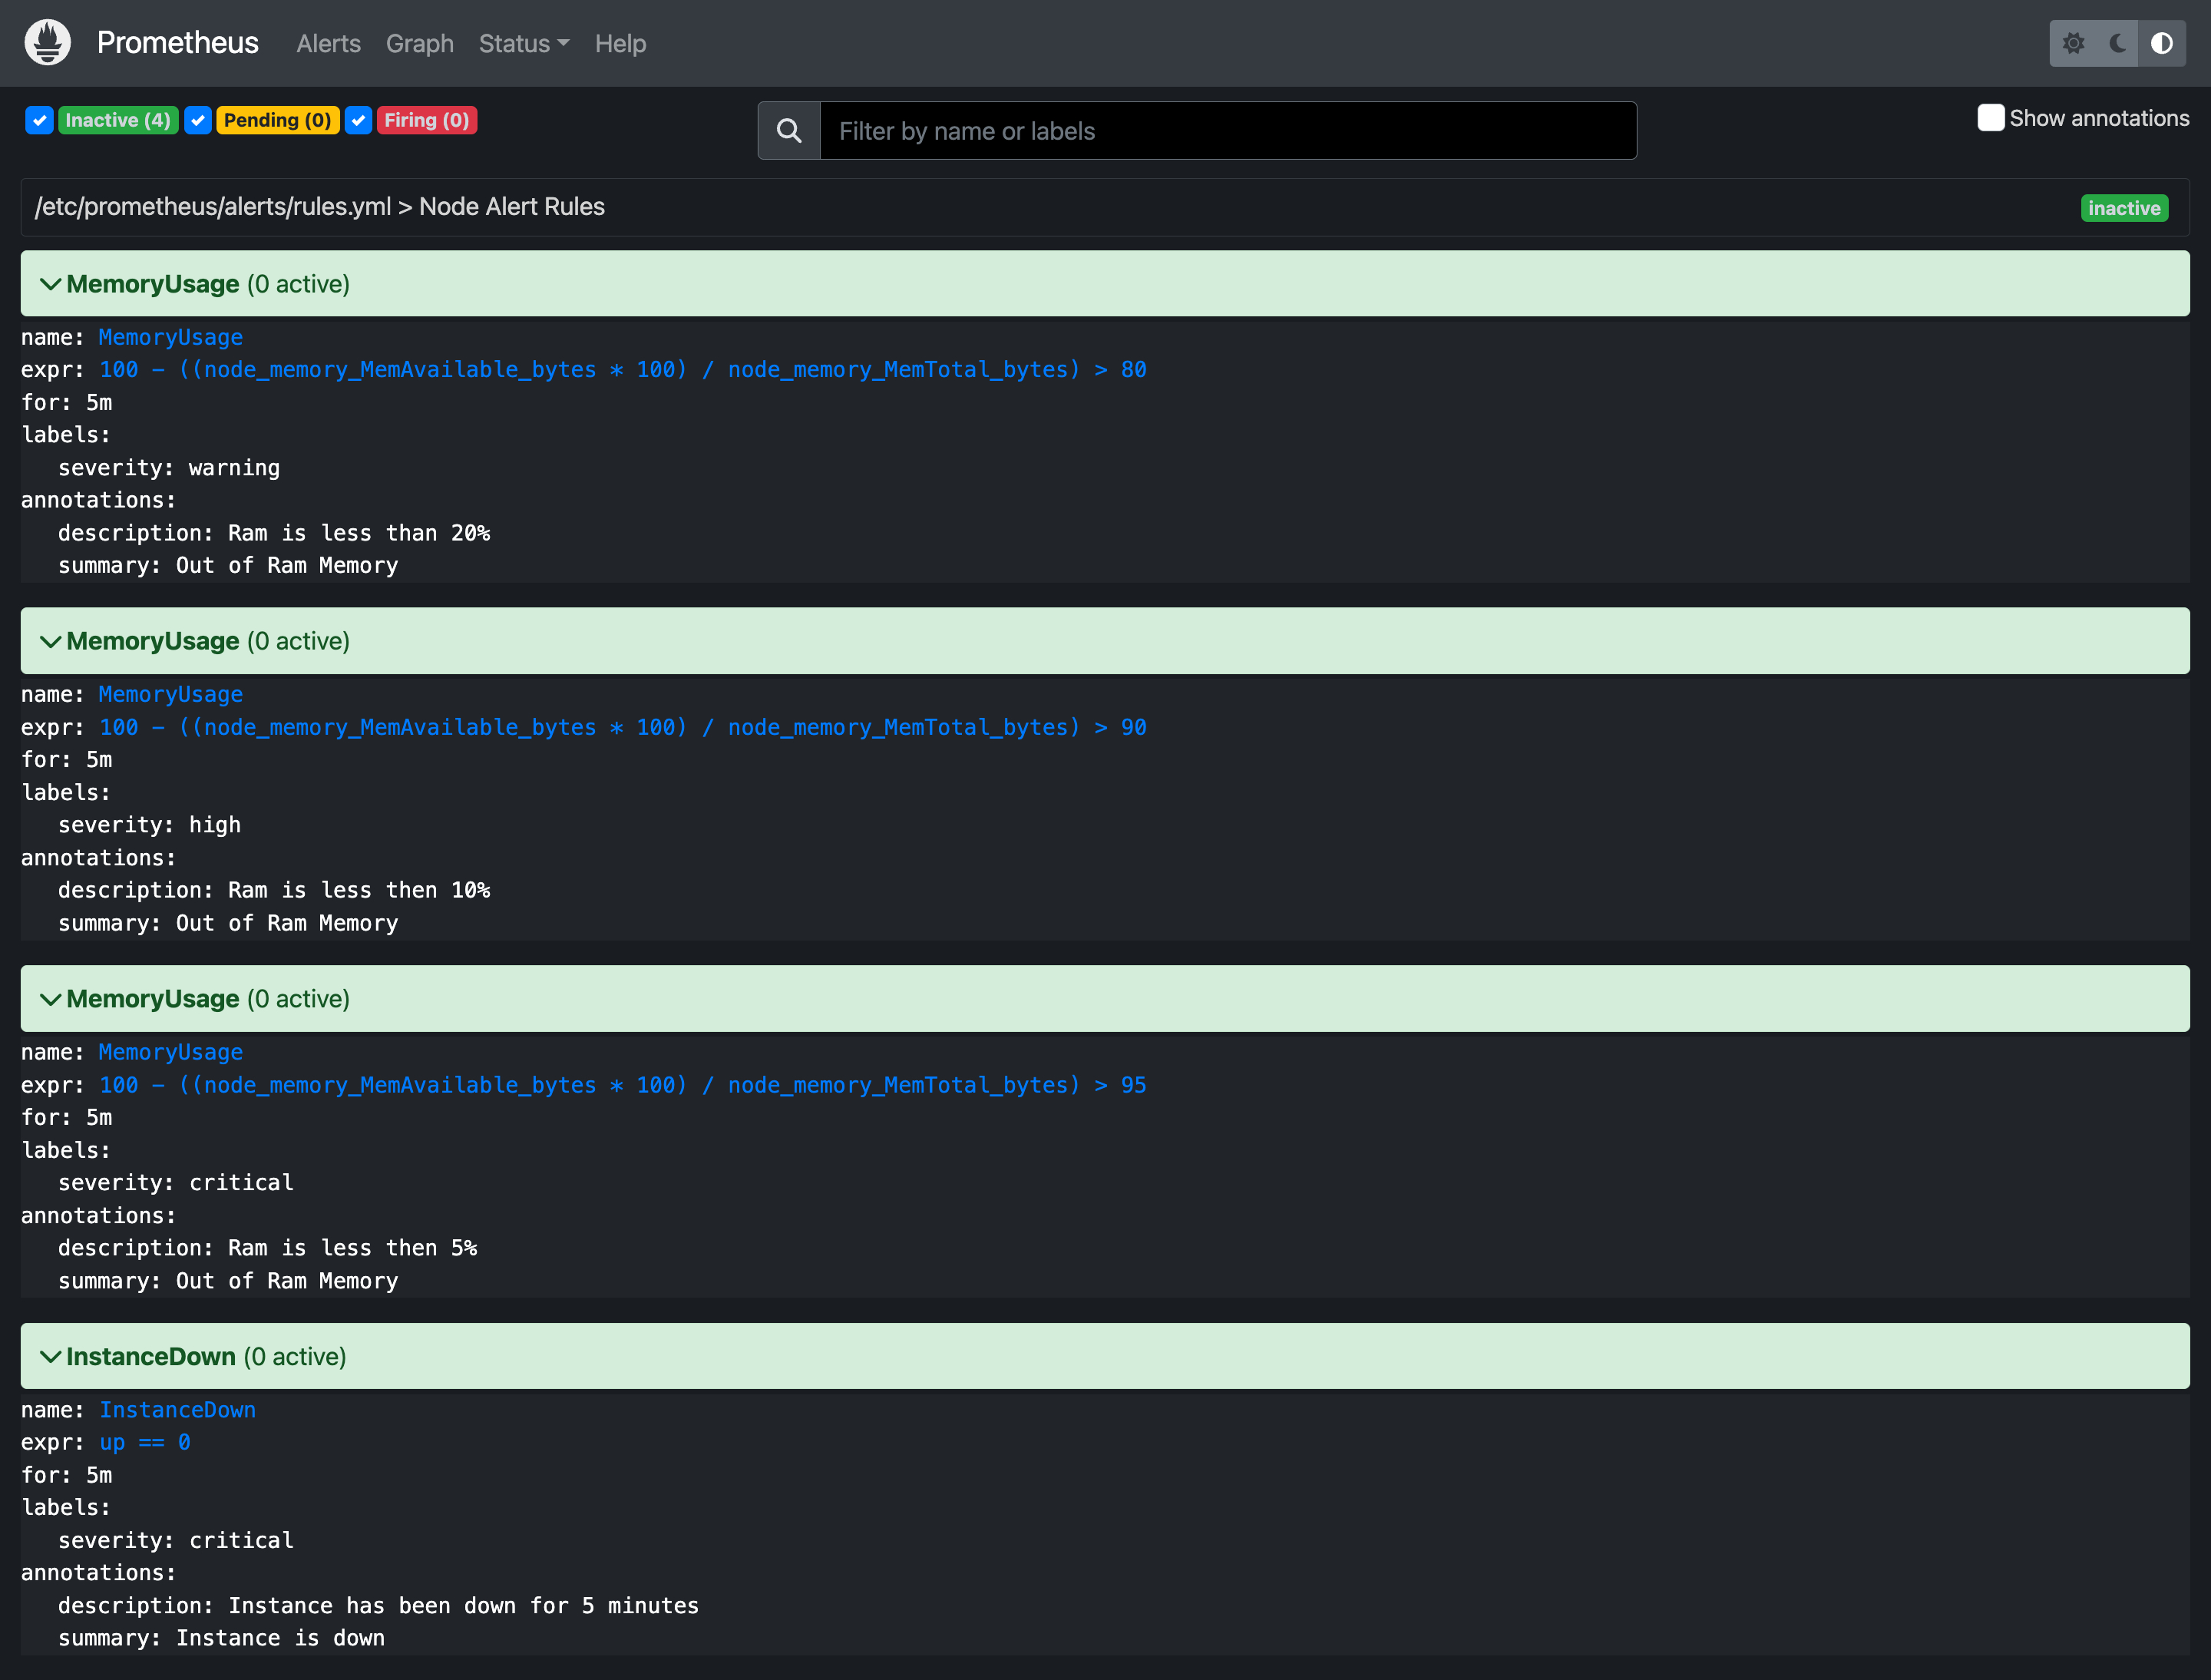 Prometheus Alerts Graph Status Help
Inactive (4) Pending (0) Firing (0) Filter by name or labels Show annotations
/etc/prometheus/alerts/rules.yml > Node Alert Rules inactive
MemoryUsage (0 active)
name: MemoryUsage
expr: 100 - ((node_memory_MemAvailable_bytes * 100) / node_memory_MemTotal_bytes) > 80
for: 5m
labels:
severity: warning
annotations:
description: Ram is less than 20%
summary: Out of Ram Memory
MemoryUsage (0 active)
name: MemoryUsage
expr: 100 - ((node_memory_MemAvailable_bytes * 100) / node_memory_MemTotal_bytes) > 90
for: 5m
labels:
severity: high
annotations:
description: Ram is less then 10%
summary: Out of Ram Memory
MemoryUsage (0 active)
name: MemoryUsage
expr: 100 - ((node_memory_MemAvailable_bytes * 100) / node_memory_MemTotal_bytes) > 95
for: 5m
labels:
severity: critical
annotations:
description: Ram is less then 5%
summary: Out of Ram Memory
InstanceDown (0 active)
name: InstanceDown
expr: up == 0
for: 5m
labels:
severity: critical
annotations:
description: Instance has been down for 5 minutes
summary: Instance is down